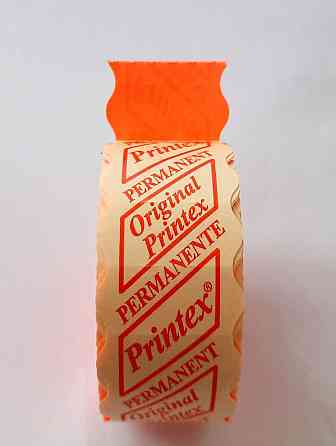 Printex
PERMANENT
Original
Printex
PERMANENTE
Printex®
PERMANENT
Original